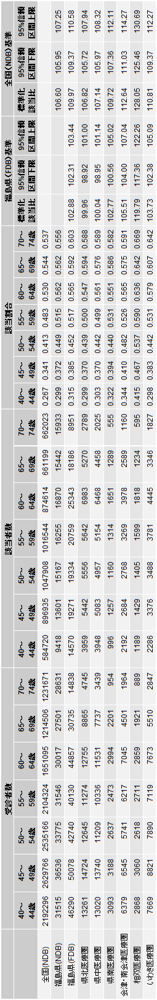 受診者数 該当者数 該当割合 福島県(FDB)基準 全国(NDB)基準
40～44歳 45～49歳 50～54歳 55～59歳 60～64歳 65～69歳 70～74歳 40～44歳 45～49歳 50～54歳 55～59歳 60～64歳 65～69歳 70～74歳 40～44歳 45～49歳 50～54歳 55～59歳 60～64歳 65～69歳 70～74歳 標準化該当比 95%信頼区間下限 95%信頼区間上限 標準化該当比 95%信頼区間下限 95%信頼区間上限
全国(NDB) 2192296 2629766 2535166 2104324 1651095 1214506 1231671 584720 896935 1047908 1016544 874614 661199 662023 0.267 0.341 0.413 0.483 0.530 0.544 0.537
福島県(NDB) 31515 36536 33775 31546 30017 27501 28631 9418 13601 15167 16255 16870 15442 15933 0.299 0.372 0.449 0.515 0.562 0.562 0.556 106.60 105.95 107.25
福島県(FDB) 46290 50078 42740 40130 44857 30735 14838 14570 19271 19334 20759 25343 18186 8951 0.315 0.385 0.452 0.517 0.565 0.592 0.603 102.88 102.31 103.44 109.97 109.37 110.58
県北医療圏 13261 14724 12645 11274 12755 8865 4745 3959 5442 5556 5642 6983 5270 2789 0.299 0.370 0.439 0.500 0.547 0.594 0.588 99.96 98.92 101.00 106.82 105.72 107.94
県中医療圏 13020 13740 11209 10336 11531 7737 3439 3948 5083 4957 5154 6468 4458 2025 0.303 0.370 0.442 0.499 0.561 0.576 0.589 100.04 98.95 101.14 107.14 105.97 108.32
県南医療圏 3093 3188 2637 2473 2994 2201 954 996 1257 1160 1314 1651 1289 555 0.322 0.394 0.440 0.531 0.551 0.586 0.582 102.77 100.56 105.02 109.72 107.36 112.11
会津・南会津医療圏 6379 6545 5741 6217 7045 4501 1964 2192 2684 2768 3269 3978 2589 1160 0.344 0.410 0.482 0.526 0.565 0.575 0.591 105.51 104.00 107.04 112.64 111.03 114.27
相双医療圏 2868 3060 2618 2711 2859 1921 889 1189 1429 1405 1599 1818 1234 595 0.415 0.467 0.537 0.590 0.636 0.642 0.669 119.79 117.36 122.26 128.05 125.46 130.69
いわき医療圏 7669 8821 7890 7119 7673 5510 2847 2286 3376 3488 3781 4445 3346 1827 0.298 0.383 0.442 0.531 0.579 0.607 0.642 103.73 102.38 105.09 110.81 109.37 112.27